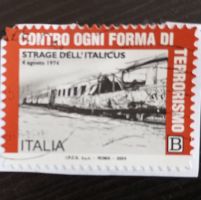 CONTRO OGNI FORMA DI
TERRORISMO
STRAGE DELL'ITALICUS
4 agosto 1974
ITALIA
B
I.P.Z.S. S.p.A. - ROMA - 2024